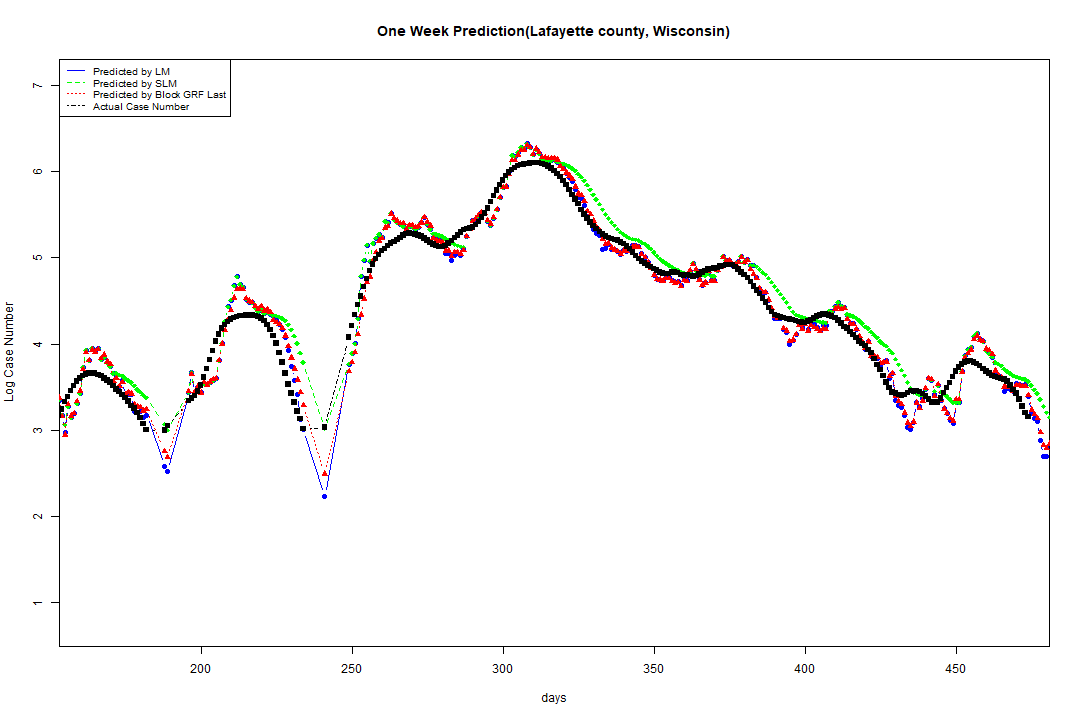 One Week Prediction(Lafayette county, Wisconsin)
Predicted by LM
Predicted by SLM
Predicted by Block GRF Last
Actual Case Number
7
6
5
4
3
2
1
Log Case Number
200
250
300
350
400
450
days